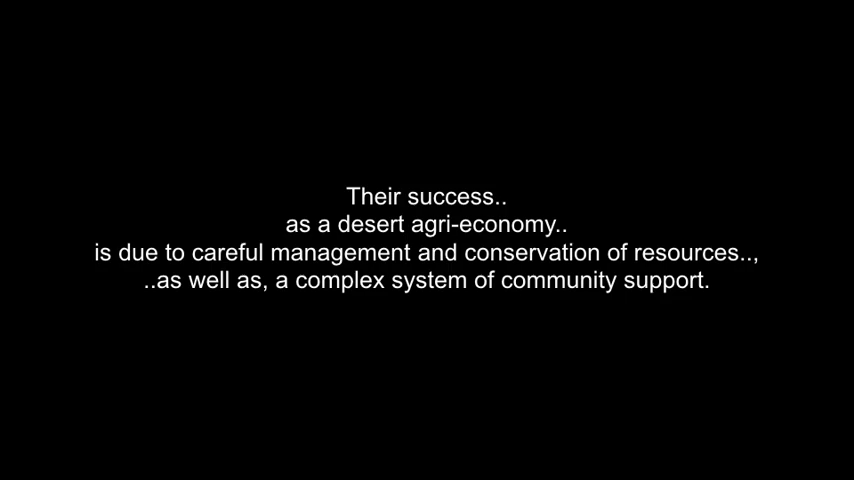 Their success..
as a desert agri-economy..
is due to careful management and conservation of resources..,
..as well as, a complex system of community support.